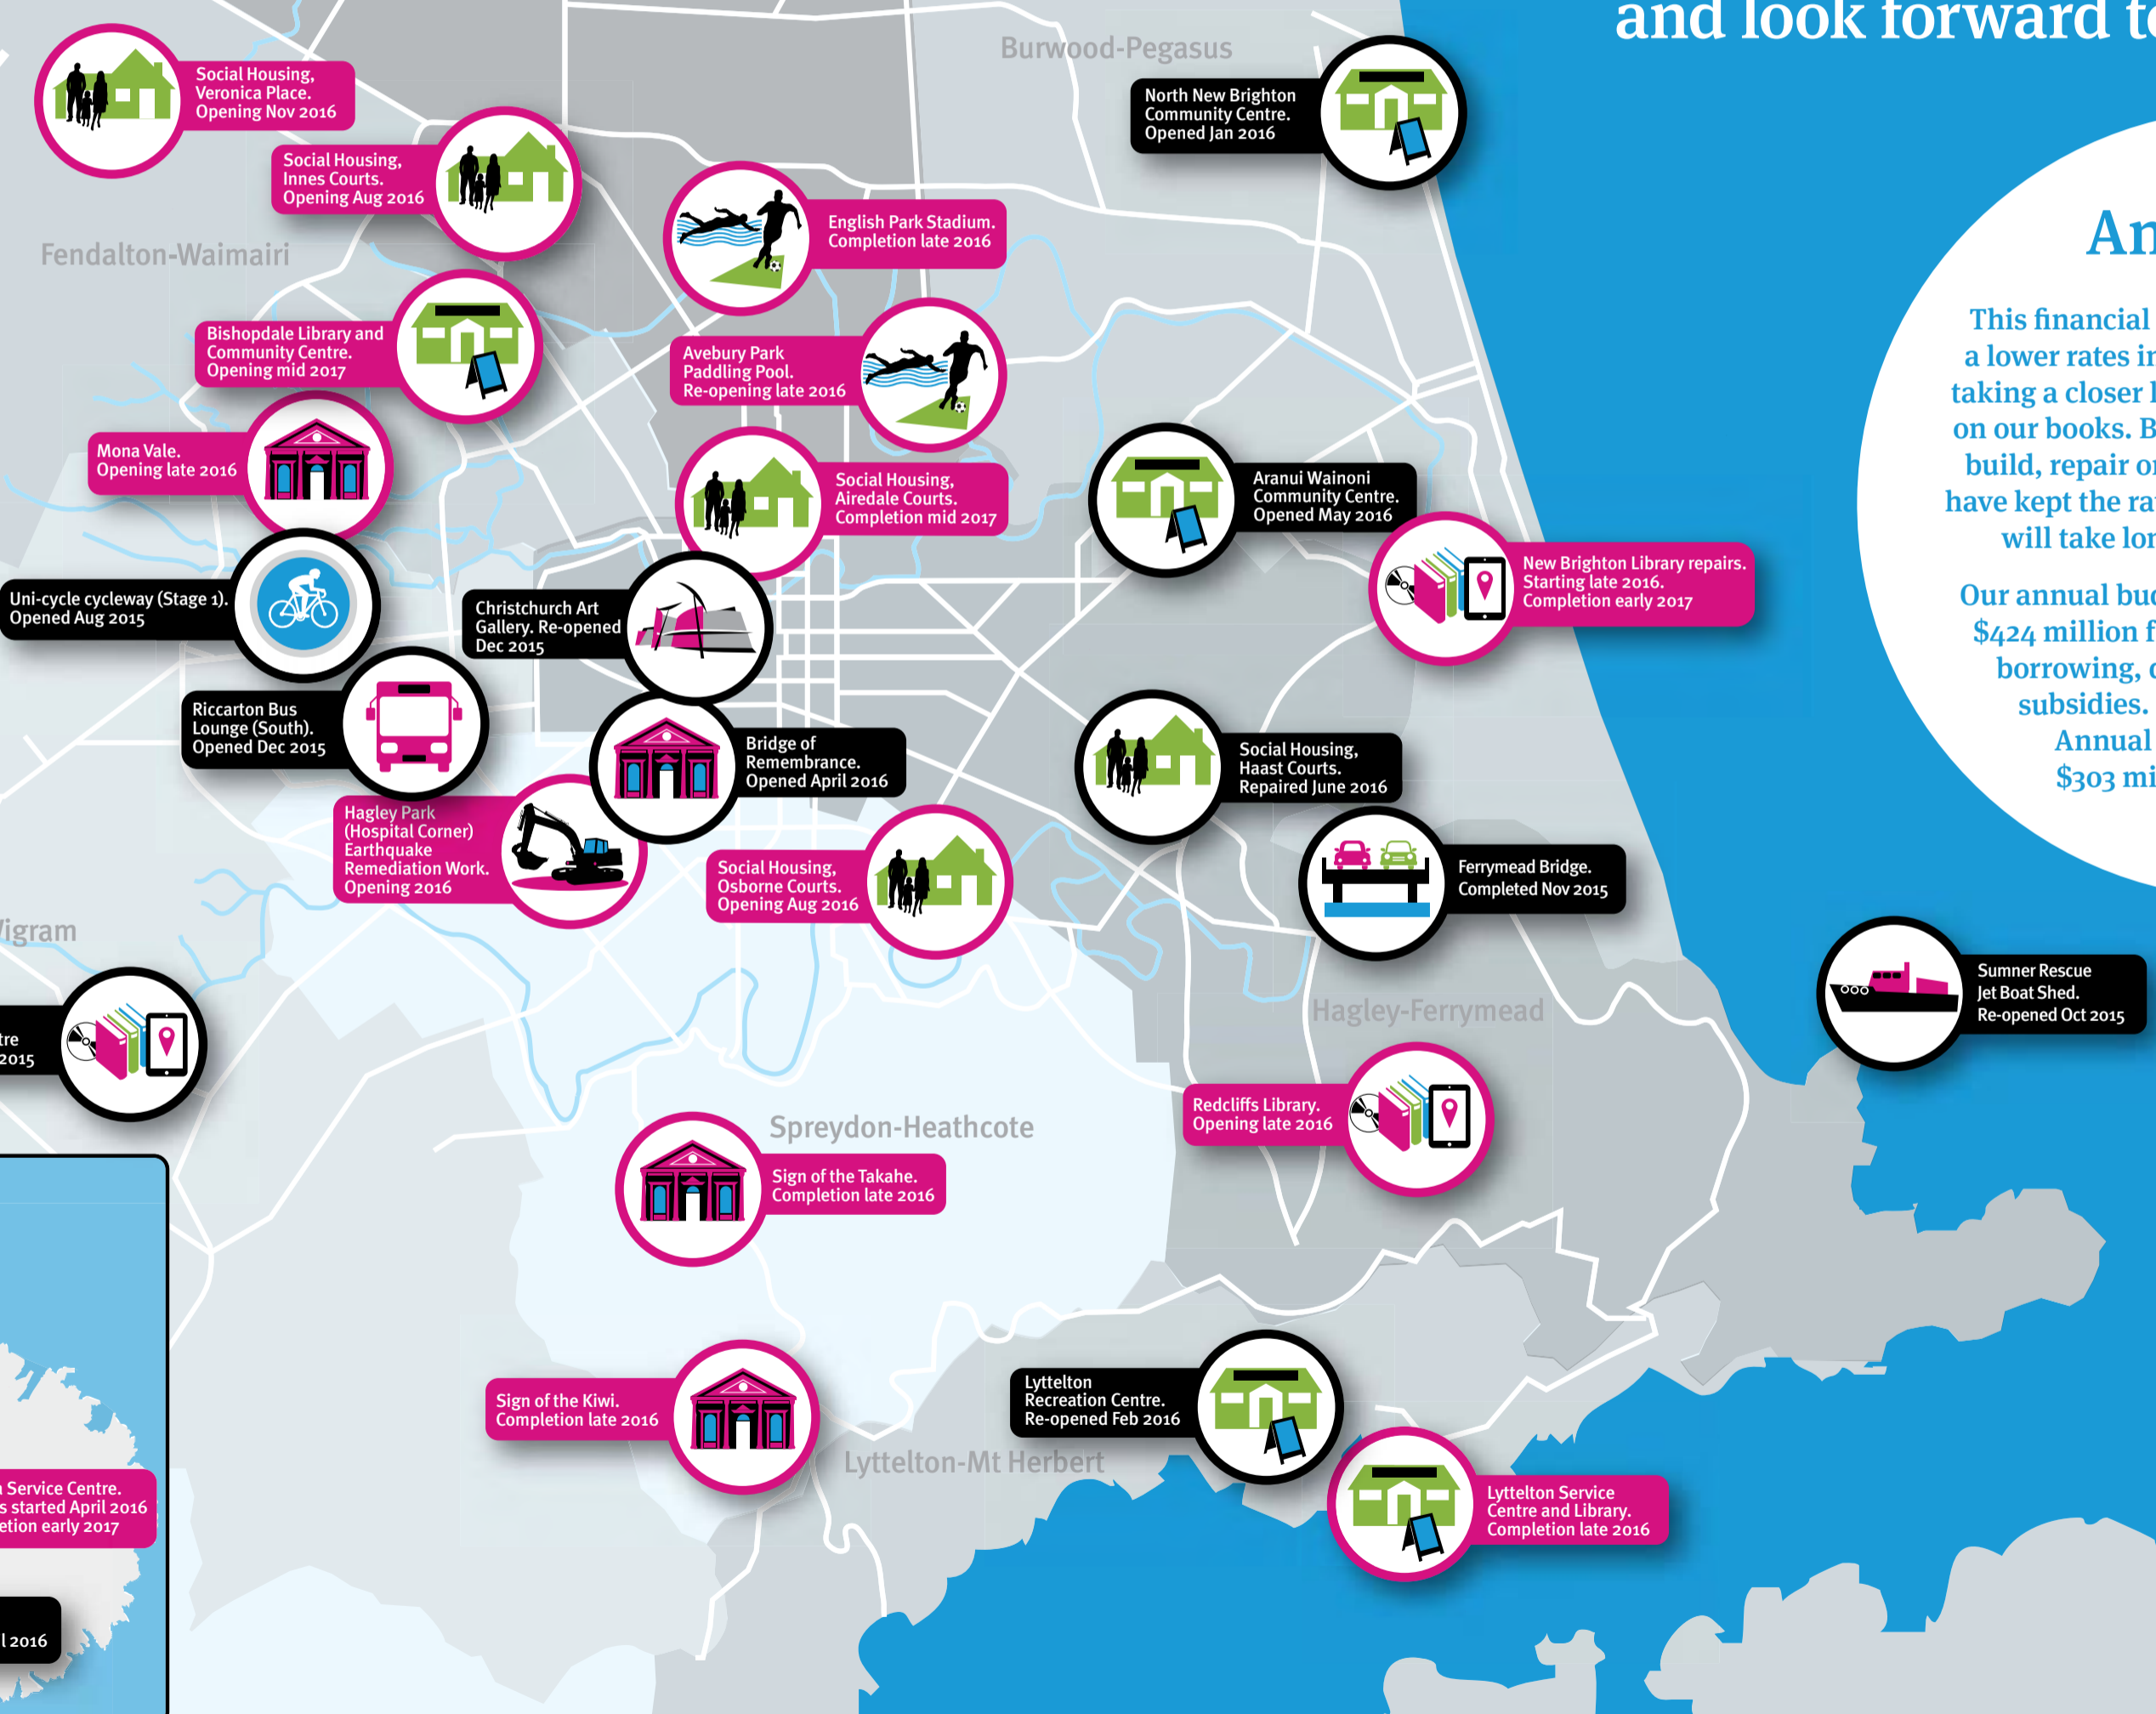 and look forward to
Burwood-Pegasus
Social Housing,
Veronica Place.
Opening Nov 2016
North New Brighton
Community Centre.
Opened Jan 2016
Social Housing,
Innes Courts.
Opening Aug 2016
English Park Stadium.
Completion late 2016
Fendalton-Waimairi
Bishopdale Library and
Community Centre.
Opening mid 2017
Avebury Park
Paddling Pool.
Re-opening late 2016
Mona Vale.
Opening late 2016
Social Housing,
Airedale Courts.
Completion mid 2017
Aranui Wainoni
Community Centre.
Opened May 2016
New Brighton Library repairs.
Starting late 2016.
Completion early 2017
Uni-cycle cycleway (Stage 1).
Opened Aug 2015
Christchurch Art
Gallery. Re-opened
Dec 2015
Riccarton Bus
Lounge (South).
Opened Dec 2015
Bridge of
Remembrance.
Opened April 2016
Social Housing,
Haast Courts.
Repaired June 2016
Hagley Park
(Hospital Corner)
Earthquake
Remediation Work.
Opening 2016
Social Housing,
Osborne Courts.
Opening Aug 2016
Ferrymead Bridge.
Completed Nov 2015
igram
Sumner Rescue
Jet Boat Shed.
Re-opened Oct 2015
Hagley-Ferrymead
tre
2015
Redcliffs Library.
Opening late 2016
Spreydon-Heathcote
Sign of the Takahe.
Completion late 2016
Sign of the Kiwi.
Completion late 2016
Lyttelton
Recreation Centre.
Re-opened Feb 2016
Lyttelton-Mt Herbert
Lyttelton Service
Centre and Library.
Completion late 2016
Service Centre.
s started April 2016
etion early 2017
l 2016
An
This financial
a lower rates in
taking a closer l
on our books. B
build, repair or
have kept the ra
will take lon
Our annual bud
$424 million f
borrowing, c
subsidies.
Annual
$303 mi